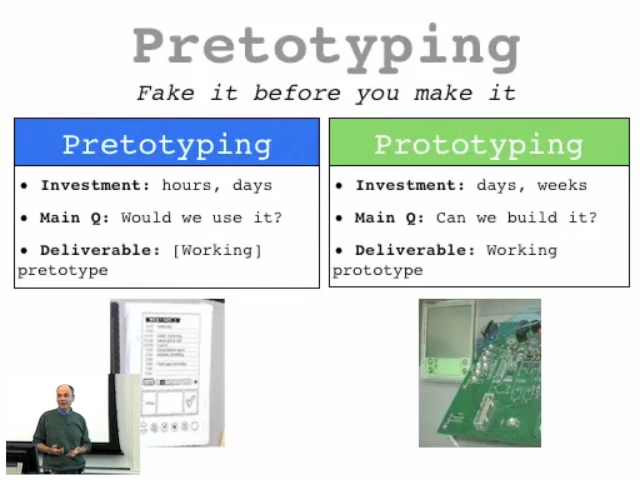 Pretotyping
Fake it before you make it
Pretotyping
• Investment: hours, days
• Main Q: Would we use it?
• Deliverable: [Working]
pretotype
Prototyping
• Investment: days, weeks
• Main Q: Can we build it?
• Deliverable: Working
prototype